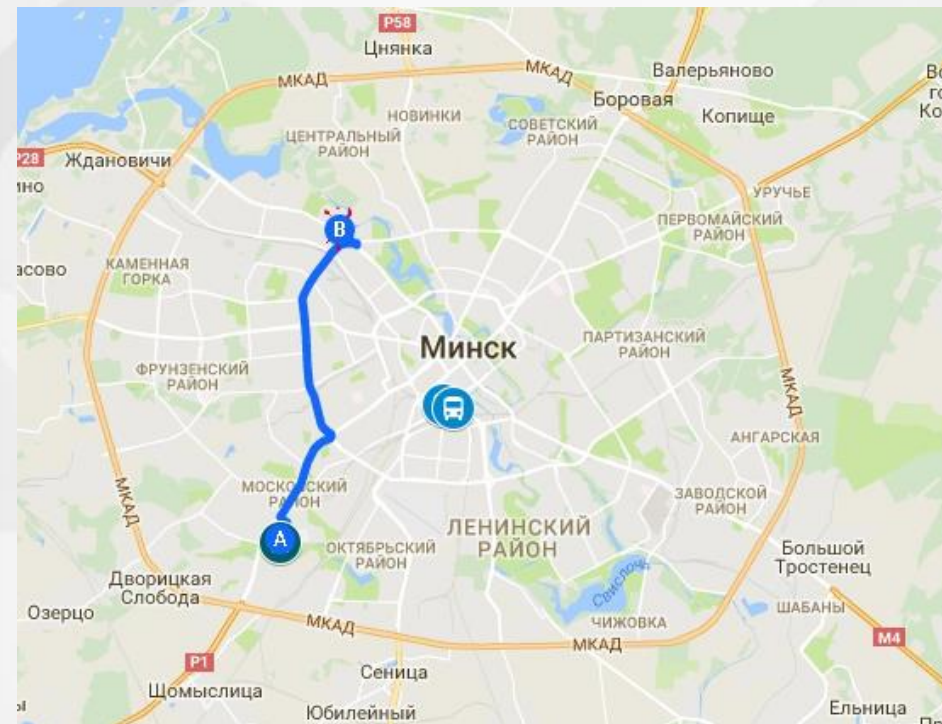 P58
Цнянка
МКАД
МКАД
Валерьяново
Боровая
Копище
НОВИНКИ
ЦЕНТРАЛЬНЫЙ
РАЙОН
СОВЕТСКИЙ
РАЙОН
Ждановичи
УРУЧЬЕ
ПЕРВОМАЙСКИЙ
РАЙОН
B
КАМЕННАЯ
ГОРКА
Минск
ПАРТИЗАНСКИЙ
РАЙОН
ФРУНЗЕНСКИЙ
РАЙОН
МКАД
АНГАРСКАЯ
МКАД
МОСКОВСКИЙ
РАЙОН
ЗАВОДСКОЙ
РАЙОН
A
ОКТЯБРЬСКИЙ
РАЙОН
ЛЕНИНСКИЙ
РАЙОН
Большой
Тростенец
Дворицкая
Слобода
Свислочь
Озерцо
ШАБАНЫ
МКАД
ЧИЖОВКА
МКАД
M4
P1
Сеница
Щомыслица
Юбилейный
Ельница